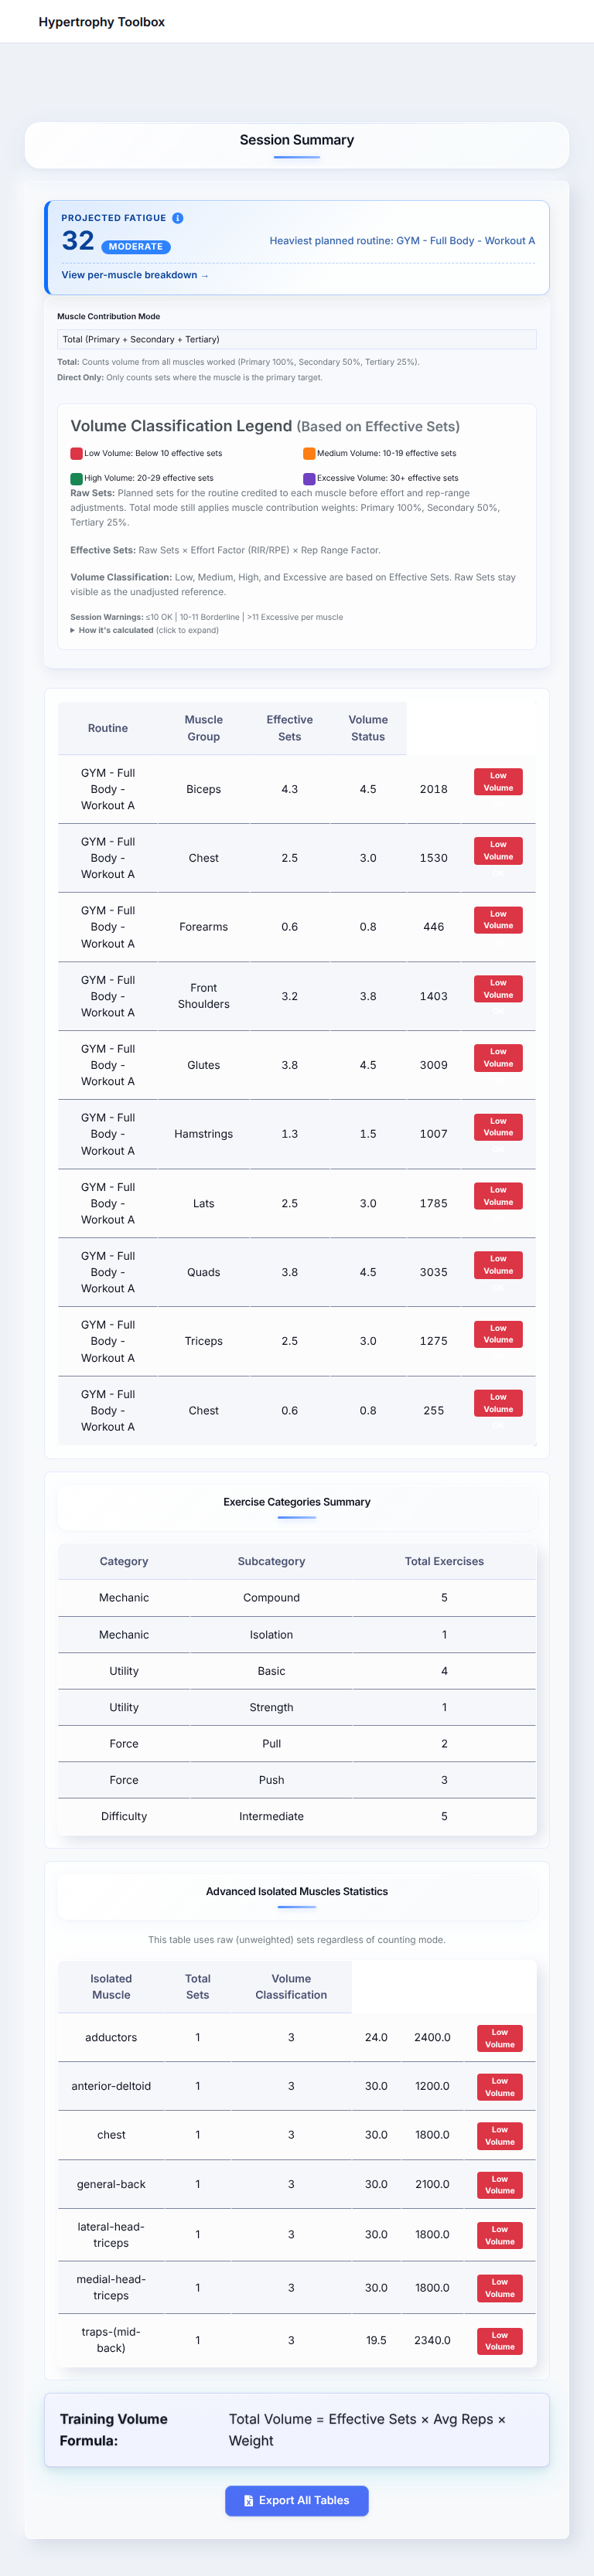 Hypertrophy Toolbox
Session Summary
PROJECTED FATIGUE
32 MODERATE
Heaviest planned routine: GYM - Full Body - Workout A
View per-muscle breakdown →
Muscle Contribution Mode
Total (Primary + Secondary + Tertiary)
Total: Counts volume from all muscles worked (Primary 100%, Secondary 50%, Tertiary 25%).
Direct Only: Only counts sets where the muscle is the primary target.
Volume Classification Legend (Based on Effective Sets)
Low Volume: Below 10 effective sets
Medium Volume: 10-19 effective sets
High Volume: 20-29 effective sets
Excessive Volume: 30+ effective sets
Raw Sets: Planned sets for the routine credited to each muscle before effort and rep-range
adjustments. Total mode still applies muscle contribution weights: Primary 100%, Secondary 50%,
Tertiary 25%.
Effective Sets: Raw Sets × Effort Factor (RIR/RPE) × Rep Range Factor.
Volume Classification: Low, Medium, High, and Excessive are based on Effective Sets. Raw Sets stay
visible as the unadjusted reference.
Session Warnings: ≤10 OK | 10-11 Borderline | >11 Excessive per muscle
▶ How it's calculated (click to expand)
Routine
Muscle
Group
Effective
Sets
Volume
Status
GYM - Full
Body -
Workout A
Biceps
4.3
4.5
2018
Low
Volume
GYM - Full
Body -
Workout A
Chest
2.5
3.0
1530
Low
Volume
GYM - Full
Body -
Workout A
Forearms
0.6
0.8
446
Low
Volume
GYM - Full
Body -
Workout A
Front
Shoulders
3.2
3.8
1403
Low
Volume
GYM - Full
Body -
Workout A
Glutes
3.8
4.5
3009
Low
Volume
GYM - Full
Body -
Workout A
Hamstrings
1.3
1.5
1007
Low
Volume
GYM - Full
Body -
Workout A
Lats
2.5
3.0
1785
Low
Volume
GYM - Full
Body -
Workout A
Quads
3.8
4.5
3035
Low
Volume
GYM - Full
Body -
Workout A
Triceps
2.5
3.0
1275
Low
Volume
GYM - Full
Body -
Workout A
Chest
0.6
0.8
255
Low
Volume
Exercise Categories Summary
Category Subcategory Total Exercises
Mechanic Compound 5
Mechanic Isolation 1
Utility Basic 4
Utility Strength 1
Force Pull 2
Force Push 3
Difficulty Intermediate 5
Advanced Isolated Muscles Statistics
This table uses raw (unweighted) sets regardless of counting mode.
Isolated
Muscle
Total
Sets
Volume
Classification
adductors 1 3 24.0 2400.0
Low
Volume
anterior-deltoid 1 3 30.0 1200.0
Low
Volume
chest 1 3 30.0 1800.0
Low
Volume
general-back 1 3 30.0 2100.0
Low
Volume
lateral-head-
triceps
1 3 30.0 1800.0
Low
Volume
medial-head-
triceps
1 3 30.0 1800.0
Low
Volume
traps-(mid-
back)
1 3 19.5 2340.0
Low
Volume
Training Volume
Formula:
Total Volume = Effective Sets × Avg Reps ×
Weight
Export All Tables